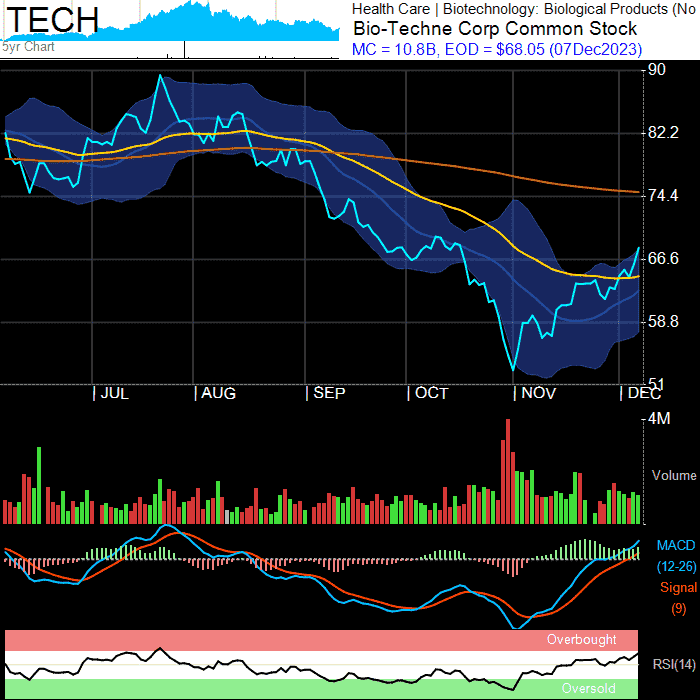 TECH
5yr Chart
Health Care | Biotechnology: Biological Products (No
Bio-Techne Corp Common Stock
MC = 10.8B, EOD = $68.05 (07Dec2023)
90
82.2
74.4
66.6
58.8
51
| JUL | AUG | SEP | OCT | NOV | DEC
4M
Volume
MACD
(12-26)
Signal
(9)
Overbought
RSI(14)
Oversold